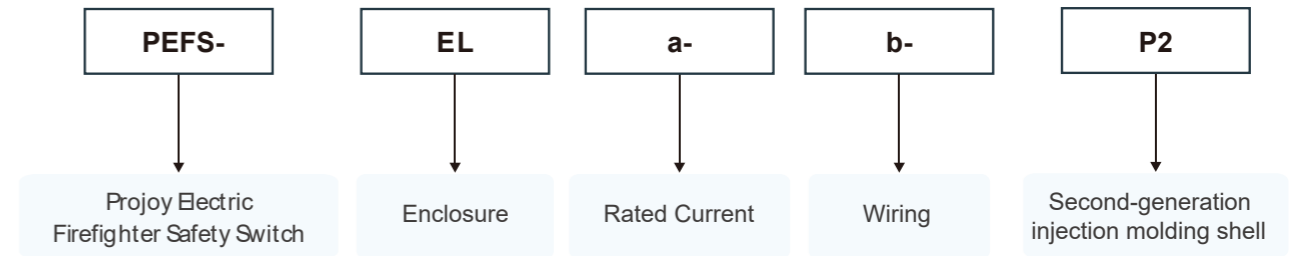 PEFS-
EL
a-
b-
P2
Projoy Electric
Firefighter Safety Switch
Enclosure
Rated Current
Wiring
Second-generation
injection molding shell